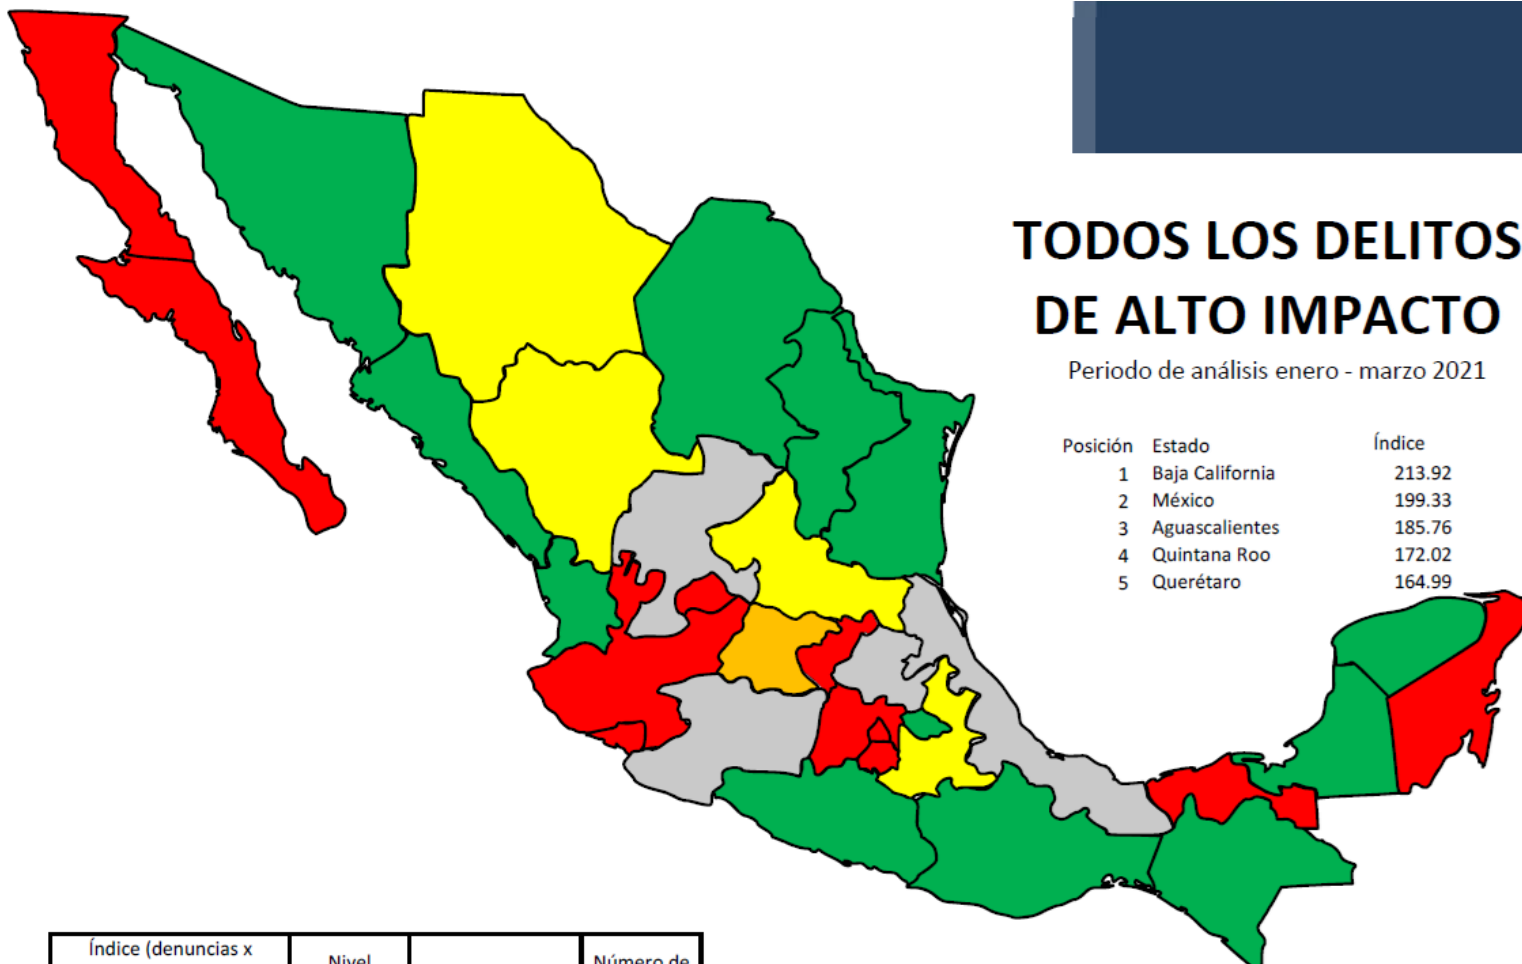 TODOS LOS DELITOS
DE ALTO IMPACTO
Periodo de análisis enero - marzo 2021
Posición Estado Índice
1 Baja California 213.92
2 México 199.33
3 Aguascalientes 185.76
4 Quintana Roo 172.02
5 Querétaro 164.99
Índice (denuncias x
Nivel
Número de